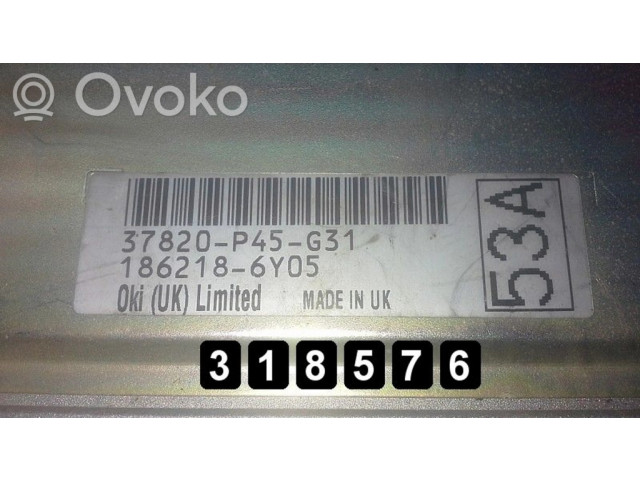 Ovoko
37820-P45-G31
186218-6Y05
Oki (UK) Limited MADE IN UK
53A
318576